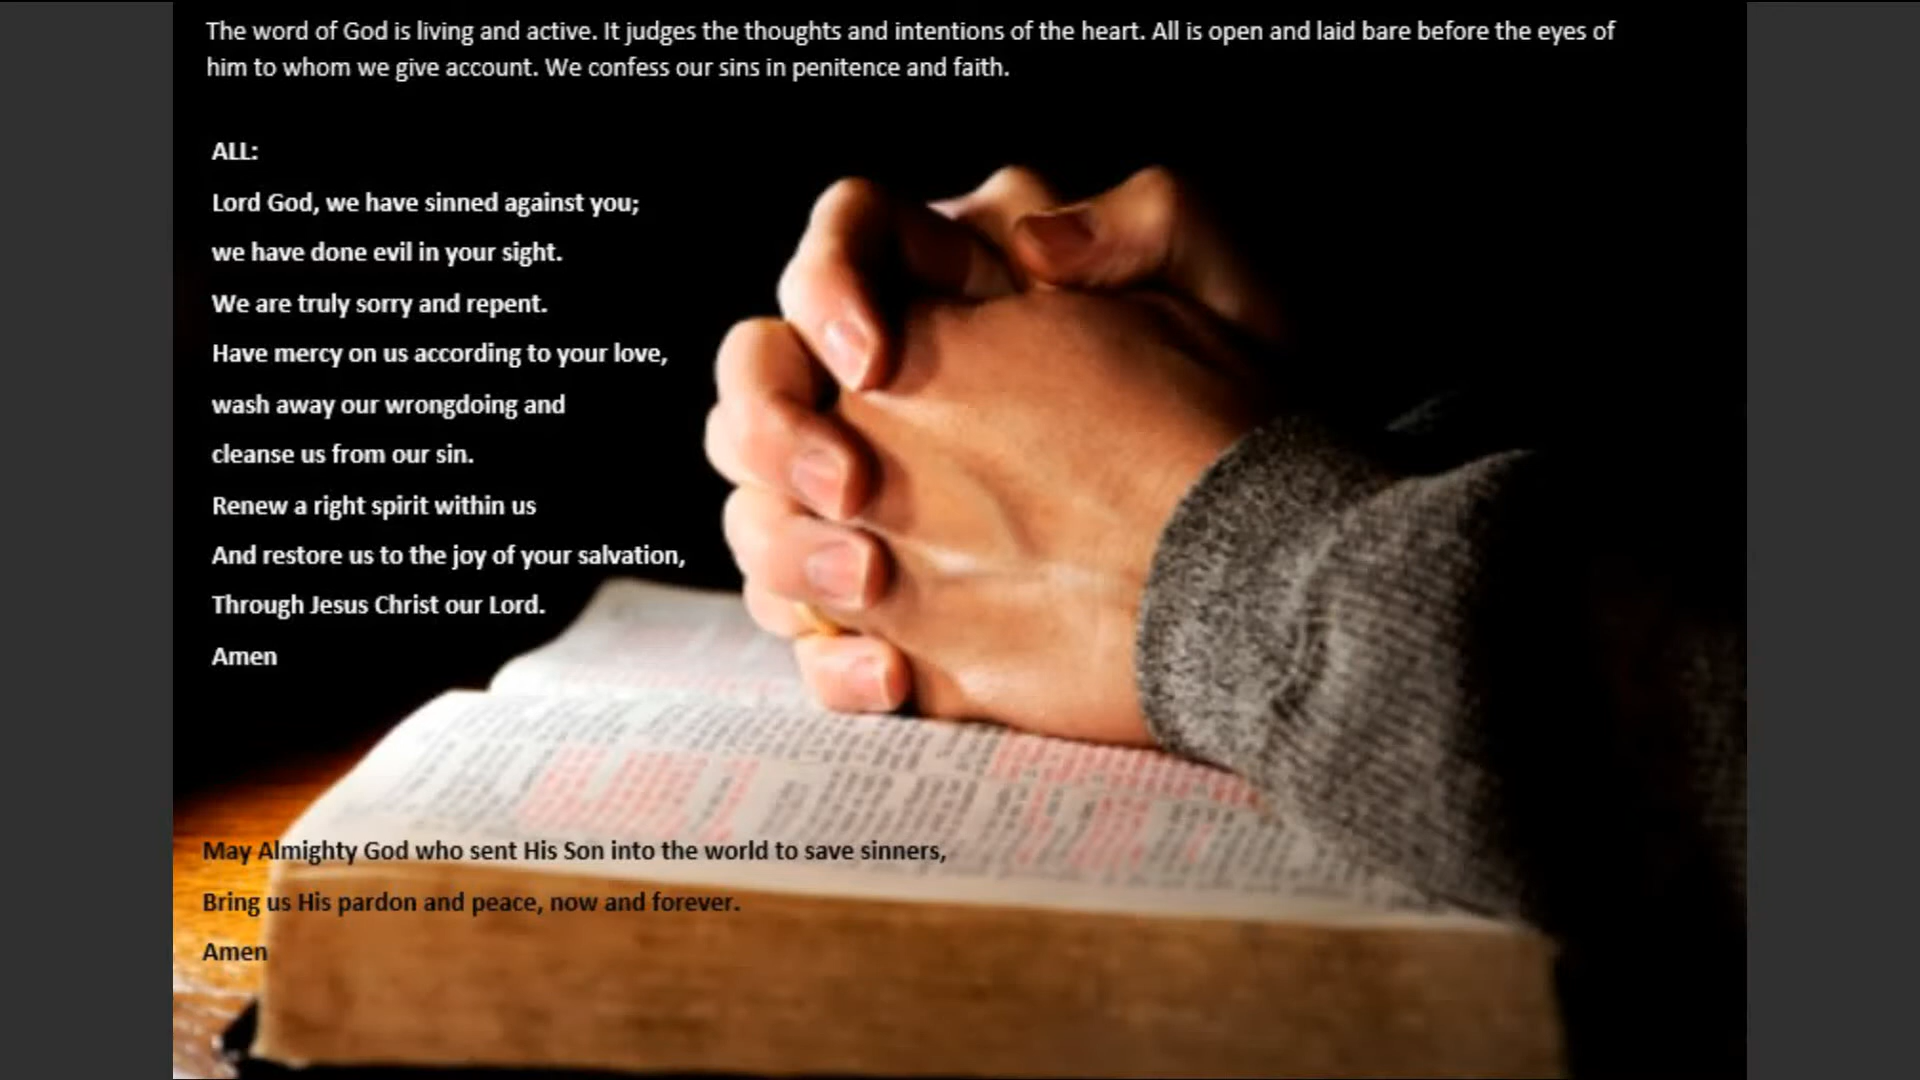 The word of God is living and active. It judges the thoughts and intentions of the heart. All is open and laid bare before the eyes of
him to whom we give account. We confess our sins in penitence and faith.
ALL:
Lord God, we have sinned against you;
we have done evil in your sight.
We are truly sorry and repent.
Have mercy on us according to your love,
wash away our wrongdoing and
cleanse us from our sin.
Renew a right spirit within us
And restore us to the joy of your salvation,
Through Jesus Christ our Lord.
Amen
May Almighty God who sent His Son into the world to save sinners,
Bring us His pardon and peace, now and forever.
Amen